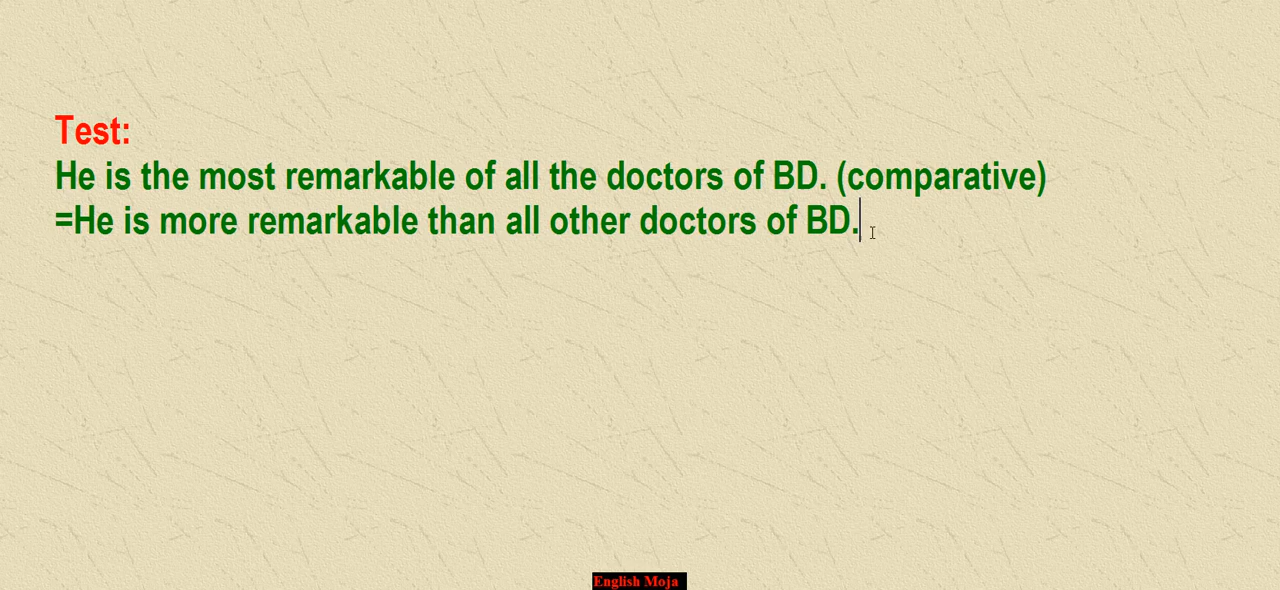 Test:
He is the most remarkable of all the doctors of BD. (comparative)
=He is more remarkable than all other doctors of BD.
English Moja